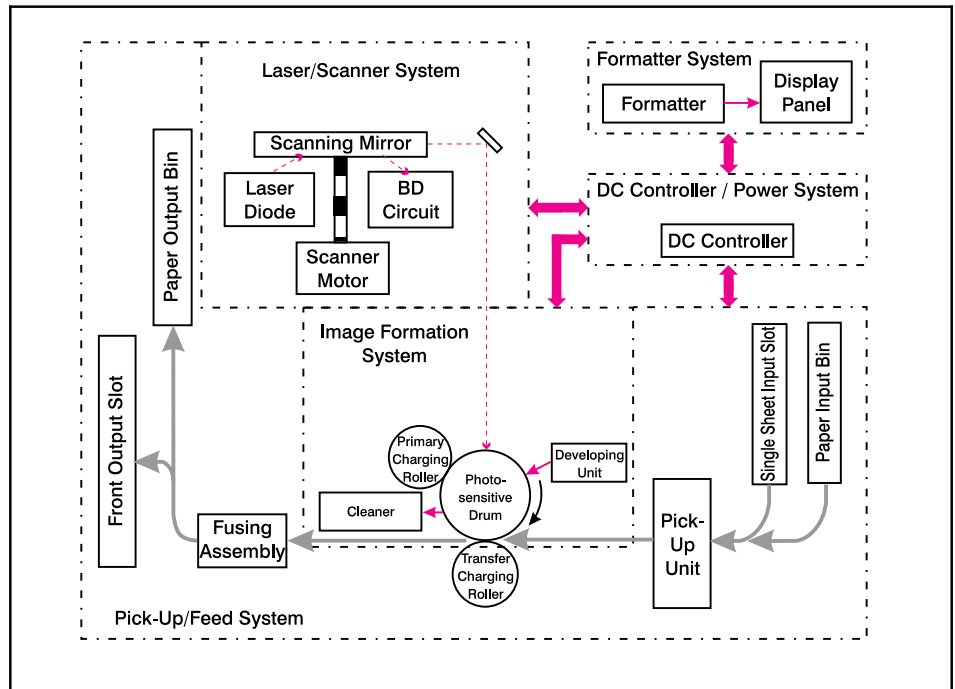 Laser/Scanner System
Scanning Mirror
Laser
Diode
BD
Circuit
Scanner
Motor
Formatter System
Formatter
Display
Panel
DC Controller / Power System
DC Controller
Paper Output Bin
Front Output Slot
Image Formation
System
Primary
Charging
Roller
Photo-
sensitive
Drum
Developing
Unit
Cleaner
Transfer
Charging
Roller
Fusing
Assembly
Single Sheet Input Slot
Paper Input Bin
Pick-
Up
Unit
Pick-Up/Feed System